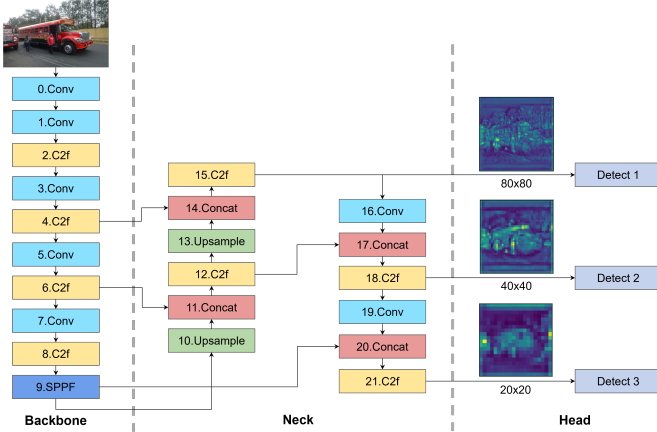 0.Conv
1.Conv
2.C2f
3.Conv
4.C2f
5.Conv
6.C2f
7.Conv
8.C2f
9.SPPF
Backbone
15.C2f
14.Concat
13.Upsample
12.C2f
11.Concat
10.Upsample
16.Conv
17.Concat
18.C2f
19.Conv
20.Concat
21.C2f
Neck
80x80
Detect 1
40x40
Detect 2
20x20
Detect 3
Head